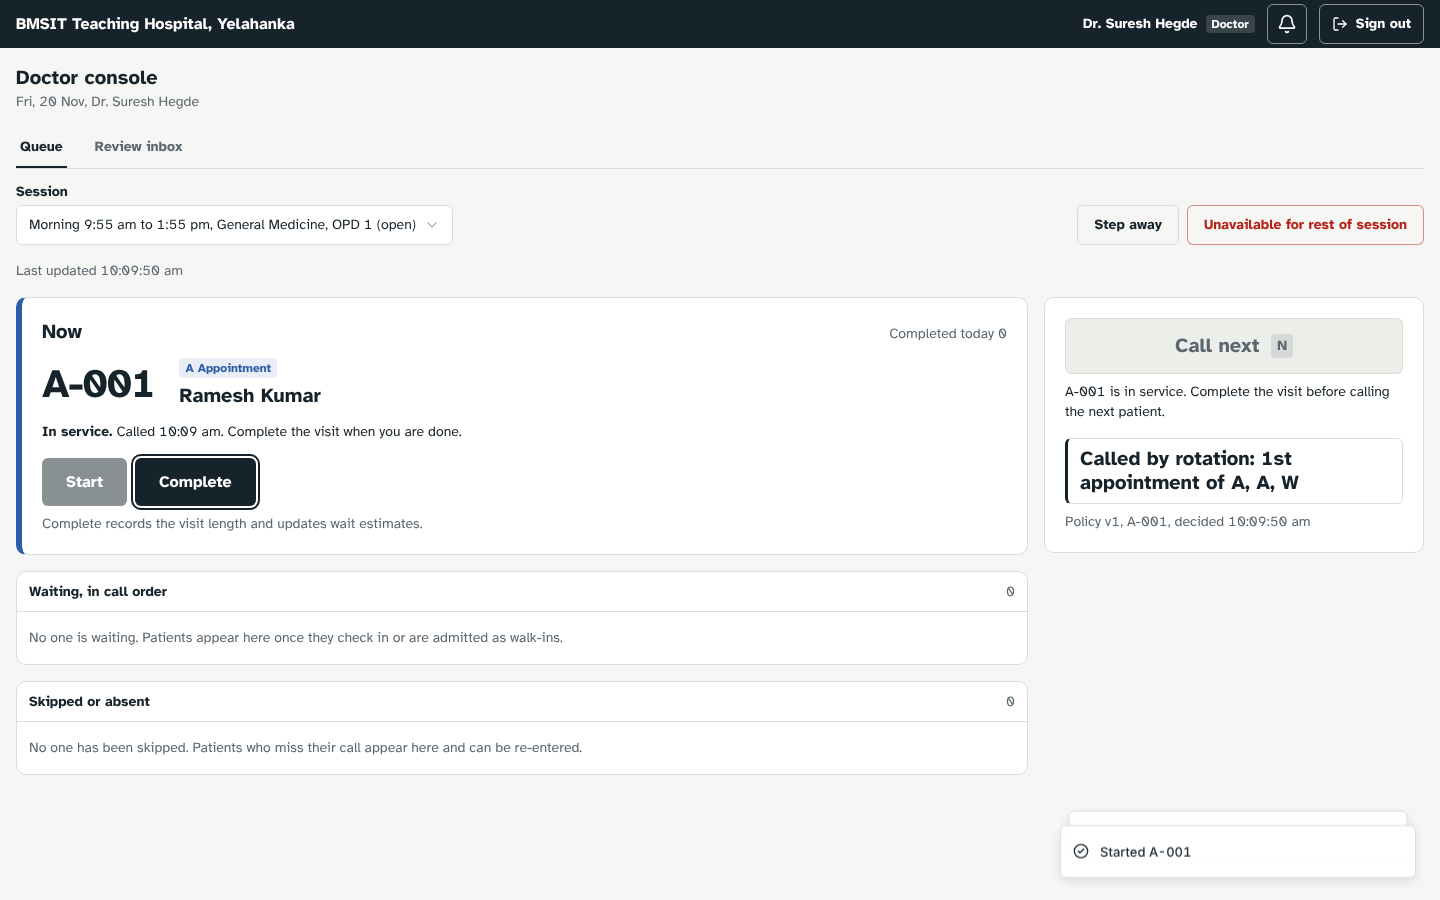 BMSIT Teaching Hospital, Yelahanka
Dr. Suresh Hegde Doctor
Sign out
Doctor console
Fri, 20 Nov, Dr. Suresh Hegde
Queue
Review inbox
Session
Morning 9:55 am to 1:55 pm, General Medicine, OPD 1 (open)
Step away
Unavailable for rest of session
Last updated 10:09:50 am
Now
Completed today 0
A-001
A Appointment
Ramesh Kumar
In service. Called 10:09 am. Complete the visit when you are done.
Start
Complete
Complete records the visit length and updates wait estimates.
Call next N
A-001 is in service. Complete the visit before calling
the next patient.
Called by rotation: 1st
appointment of A, A, W
Policy v1, A-001, decided 10:09:50 am
Waiting, in call order
0
No one is waiting. Patients appear here once they check in or are admitted as walk-ins.
Skipped or absent
0
No one has been skipped. Patients who miss their call appear here and can be re-entered.
Started A-001